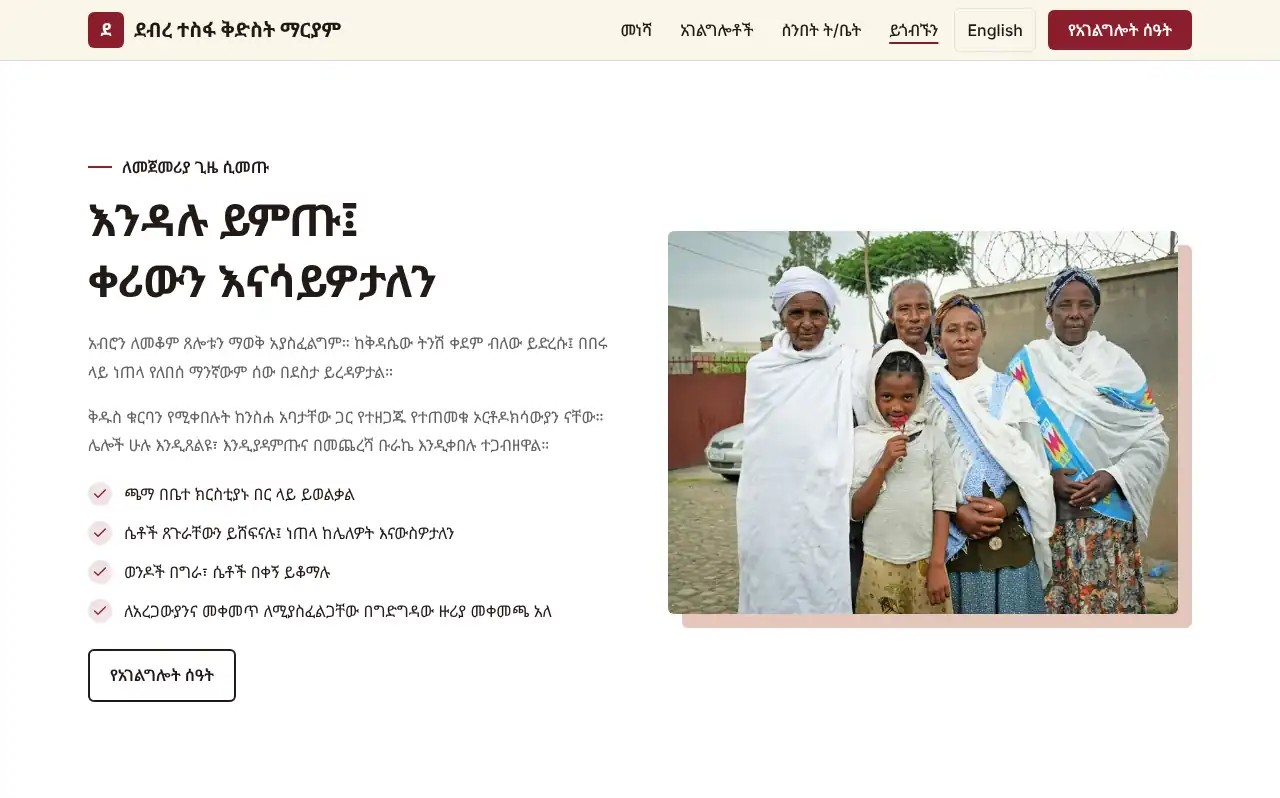 ደ ደብረ ተስፋ ቅድስት ማርያም
መነሻ አገልግሎቶች ሰንበት ት/ቤት ይጎብኙን English የአገልግሎት ሰዓት
ለመጀመሪያ ጊዜ ሲመጡ
እንዳሉ ይምጡ፤
ቀሪውን እናሳይዎታለን
አብሮን ለመቆም ጸሎቱን ማወቅ አያስፈልግም። ከቅዳሴው ትንሽ ቀደም ብለው ይድረሱ፤ በበሩ
ላይ ነጠላ የለበሰ ማንኛውም ሰው በደስታ ይረዳዎታል።
ቅዱስ ቁርባን የሚቀበሉት ከንስሐ አባታቸው ጋር የተዘጋጁ የተጠመቁ ኦርቶዶክሳውያን ናቸው።
ሌሎች ሁሉ እንዲጸልዩ፣ እንዲያዳምጡና በመጨረሻ ቡራኬ እንዲቀበሉ ተጋብዘዋል።
ጫማ በቤተ ክርስቲያኑ በር ላይ ይወልቃል
ሴቶች ጸጉራቸውን ይሸፍናሉ፤ ነጠላ ከሌለዎት እናውስዎታለን
ወንዶች በግራ፣ ሴቶች በቀኝ ይቆማሉ
ለአረጋውያንና መቀመጥ ለሚያስፈልጋቸው በግድግዳው ዙሪያ መቀመጫ አለ
የአገልግሎት ሰዓት